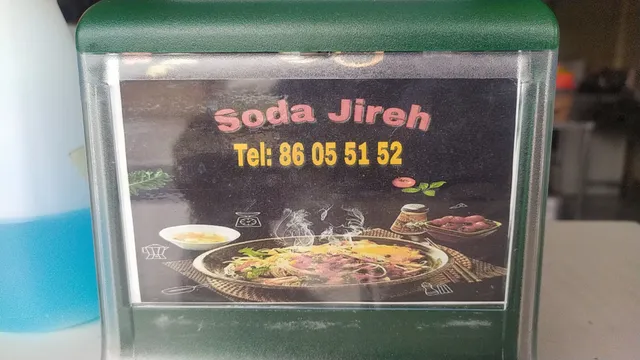 Soda Jireh
Tel: 86 05 51 52